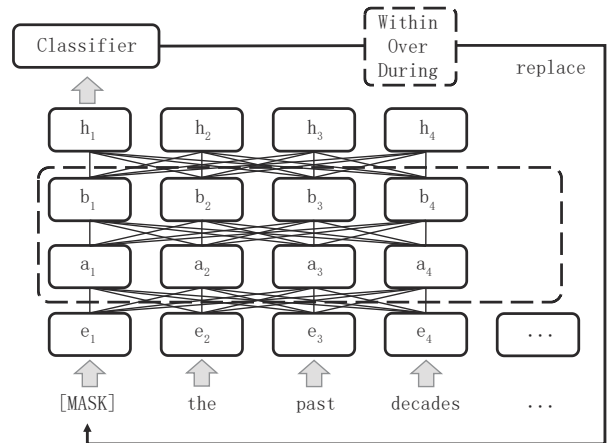 Classifier
Within
Over
During
replace
h1 h2 h3 h4
b1 b2 b3 b4
a1 a2 a3 a4
e1 e2 e3 e4 ...
[MASK] the past decades ...